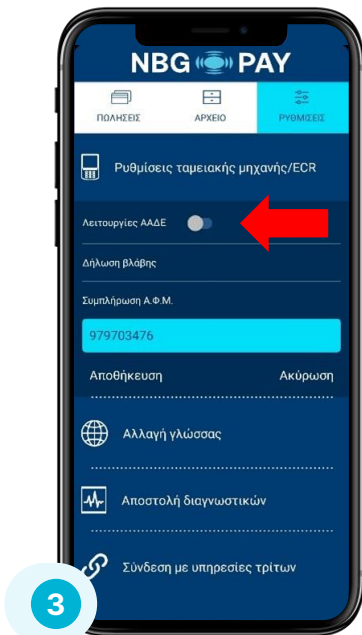 NBG PAY
ΠΩΛΗΣΕΙΣ ΑΡΧΕΙΟ ΡΥΘΜΙΣΕΙΣ
Ρυθμίσεις ταμειακής μηχανής/ECR
Λειτουργίες ΑΑΔΕ
Δήλωση βλάβης
Συμπλήρωση Α.Φ.Μ.
979703476
Αποθήκευση Ακύρωση
Αλλαγή γλώσσας
Αποστολή διαγνωστικών
Σύνδεση με υπηρεσίες τρίτων
3